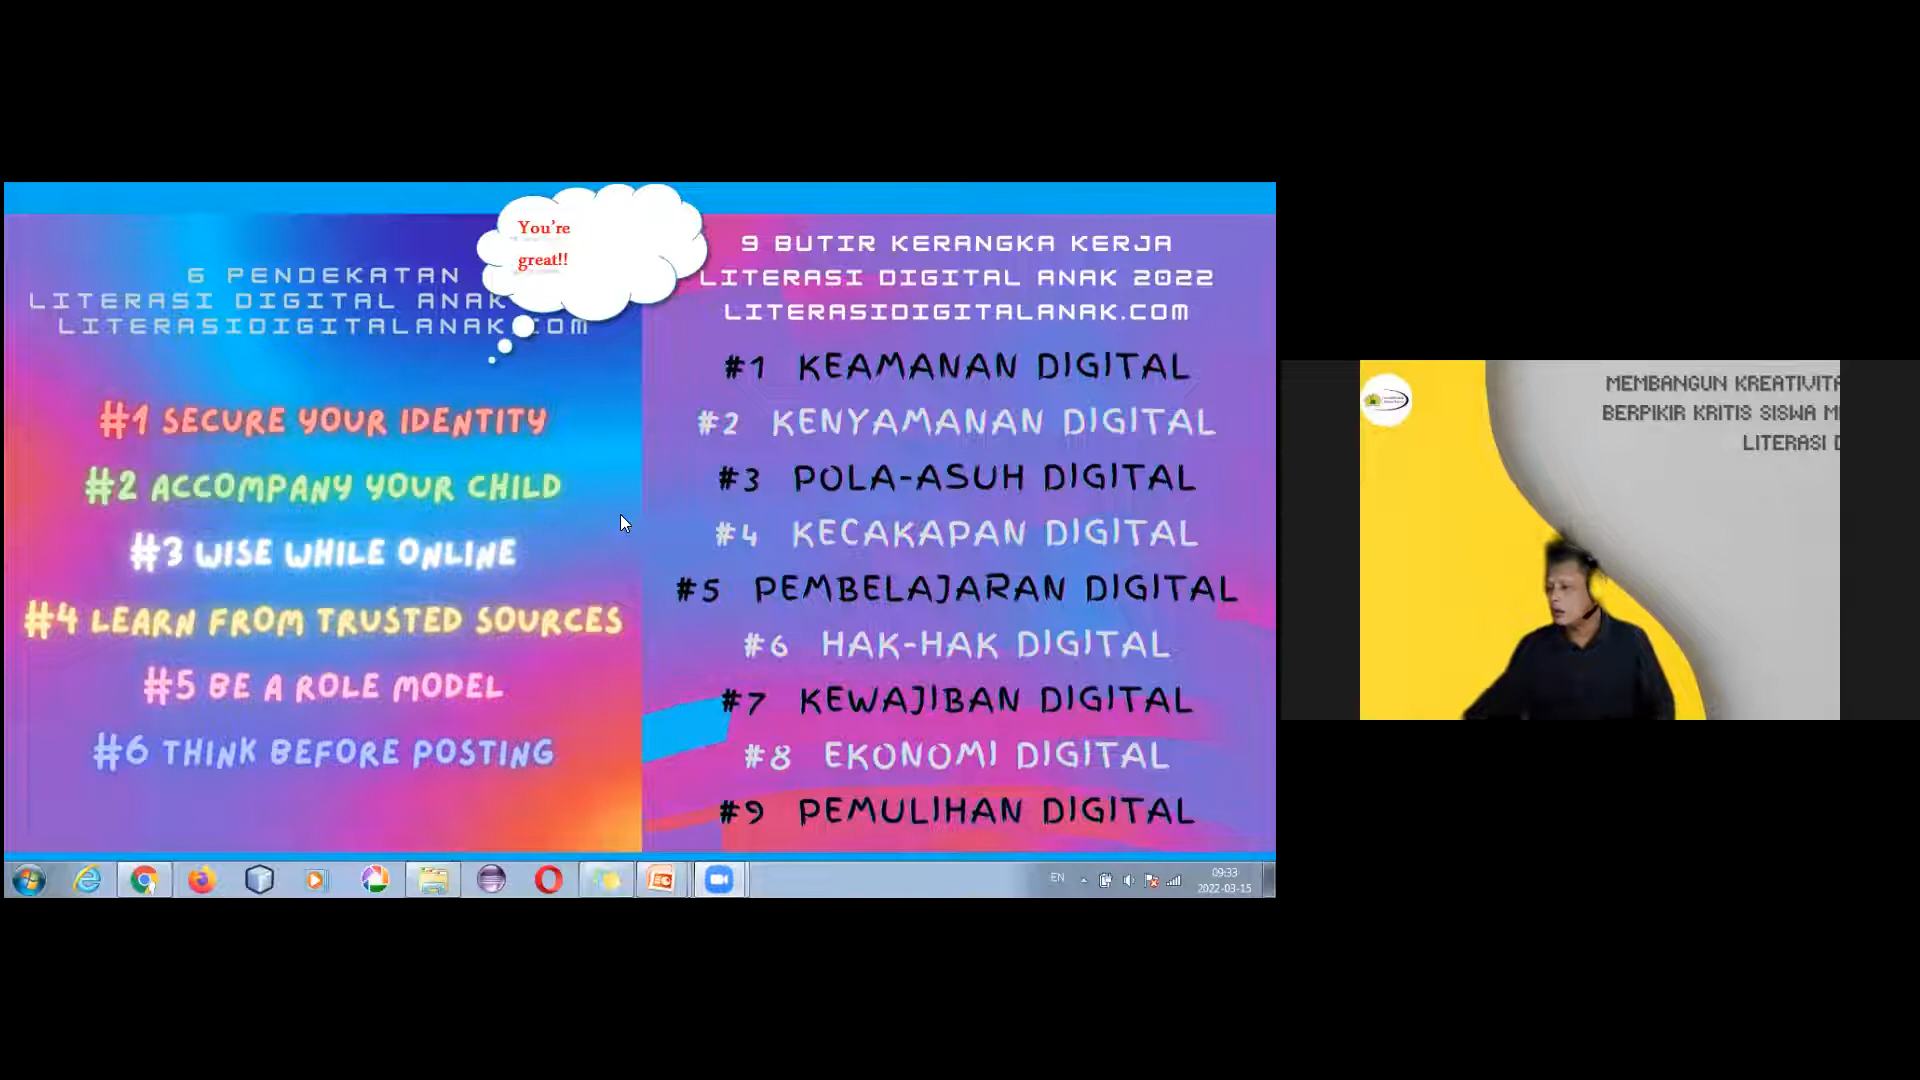 You're
great!!
6 PENDEKATAN
LITERASI DIGITAL ANAK
LITERASIDIGITALANAK.COM
#1 SECURE YOUR IDENTITY
#2 ACCOMPANY YOUR CHILD
#3 WISE WHILE ONLINE
#4 LEARN FROM TRUSTED SOURCES
#5 BE A ROLE MODEL
#6 THINK BEFORE POSTING
9 BUTIR KERANGKA KERJA
LITERASI DIGITAL ANAK 2022
LITERASIDIGITALANAK.COM
#1 KEAMANAN DIGITAL
#2 KENYAMANAN DIGITAL
#3 POLA-ASUH DIGITAL
#4 KECAKAPAN DIGITAL
#5 PEMBELAJARAN DIGITAL
#6 HAK-HAK DIGITAL
#7 KEWAJIBAN DIGITAL
#8 EKONOMI DIGITAL
#9 PEMULIHAN DIGITAL
EN
09:33
2022-03-15
MEMBANGUN KREATIVITA
BERPIKIR KRITIS SISWA M
LITERASI D